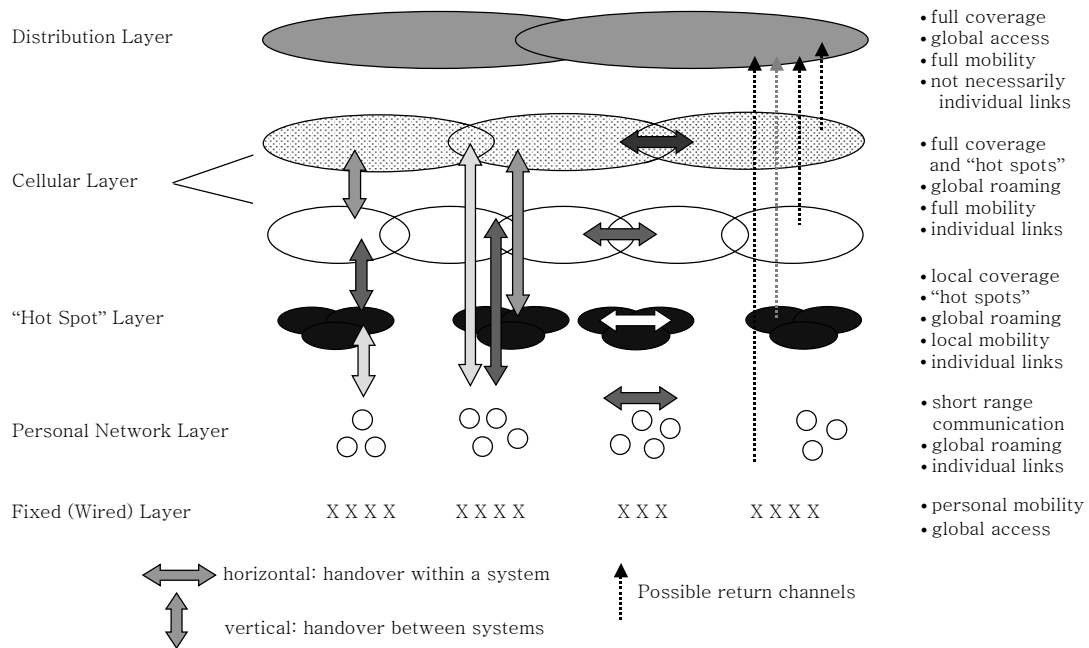 Distribution Layer
• full coverage
• global access
• full mobility
• not necessarily
individual links
Cellular Layer
• full coverage
and “hot spots”
• global roaming
• full mobility
• individual links
“Hot Spot” Layer
• local coverage
• “hot spots”
• global roaming
• local mobility
• individual links
Personal Network Layer
• short range
communication
• global roaming
• individual links
Fixed (Wired) Layer
X X X X
X X X X
X X X
X X X X
• personal mobility
• global access
horizontal: handover within a system
vertical: handover between systems
Possible return channels